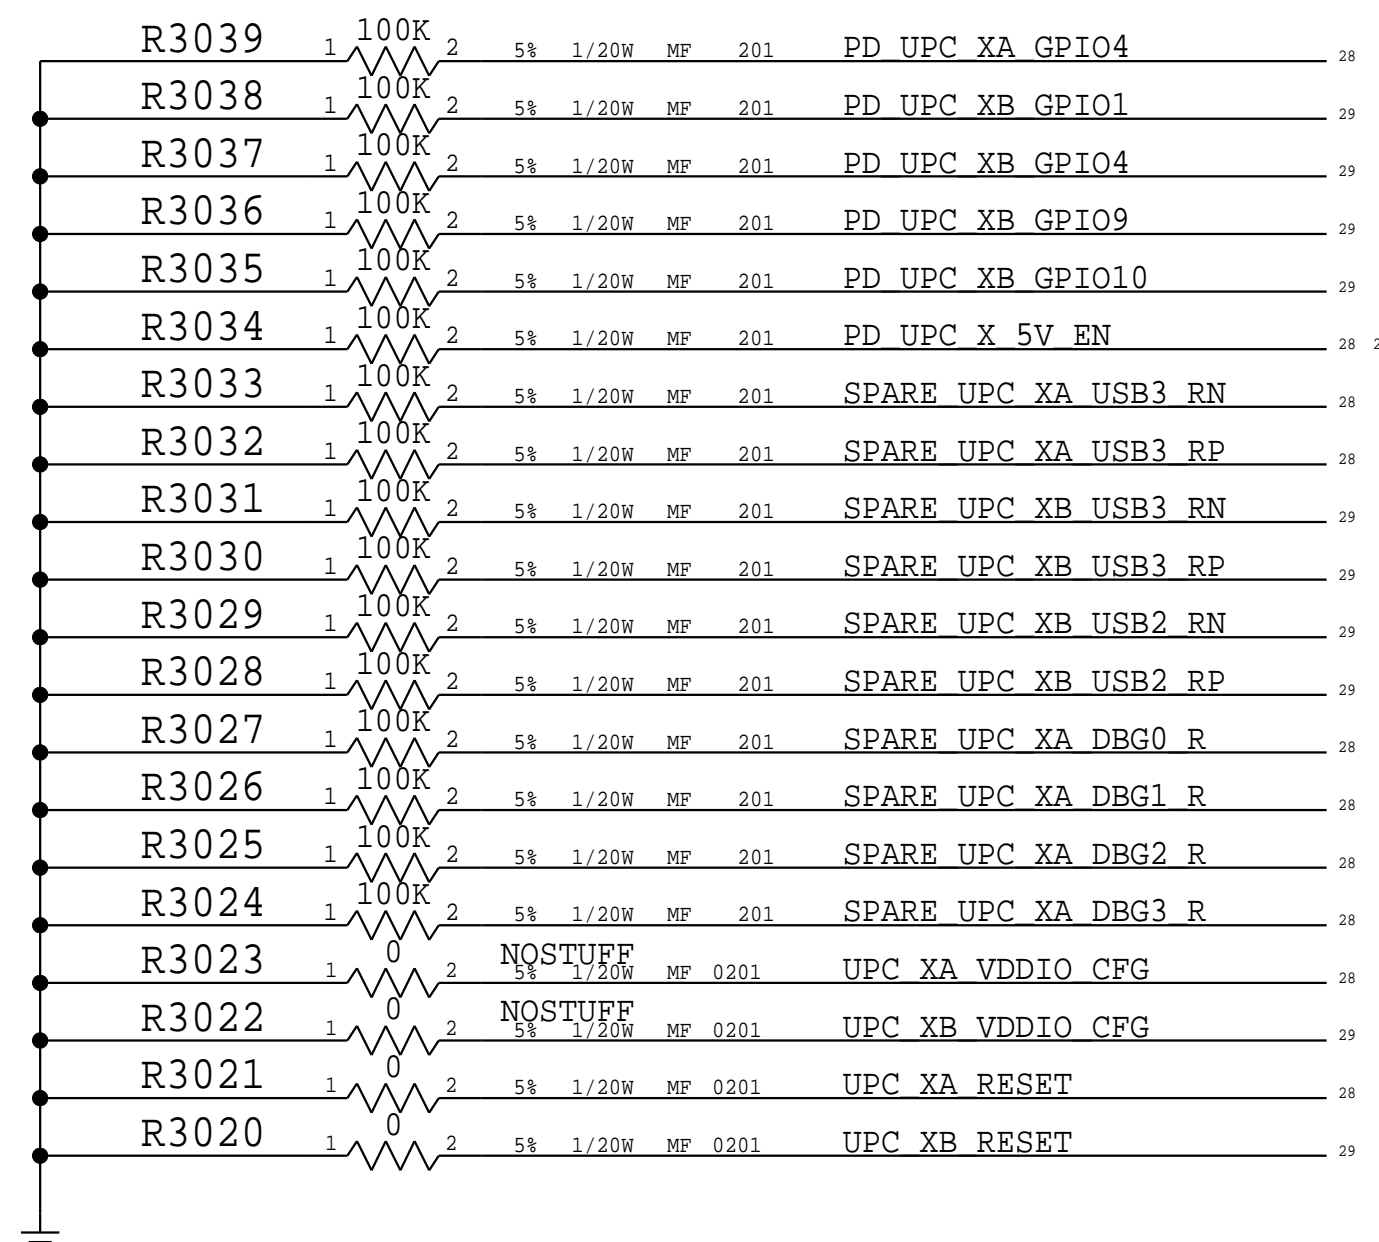 R3039 1 100K 2 5% 1/20W MF 201 PD_UPC_XA_GPIO4 28
R3038 1 100K 2 5% 1/20W MF 201 PD_UPC_XB_GPIO1 29
R3037 1 100K 2 5% 1/20W MF 201 PD_UPC_XB_GPIO4 29
R3036 1 100K 2 5% 1/20W MF 201 PD_UPC_XB_GPIO9 29
R3035 1 100K 2 5% 1/20W MF 201 PD_UPC_XB_GPIO10 29
R3034 1 100K 2 5% 1/20W MF 201 PD_UPC_X_5V_EN 28 2
R3033 1 100K 2 5% 1/20W MF 201 SPARE_UPC_XA_USB3_RN 28
R3032 1 100K 2 5% 1/20W MF 201 SPARE_UPC_XA_USB3_RP 28
R3031 1 100K 2 5% 1/20W MF 201 SPARE_UPC_XB_USB3_RN 29
R3030 1 100K 2 5% 1/20W MF 201 SPARE_UPC_XB_USB3_RP 29
R3029 1 100K 2 5% 1/20W MF 201 SPARE_UPC_XB_USB2_RN 29
R3028 1 100K 2 5% 1/20W MF 201 SPARE_UPC_XB_USB2_RP 29
R3027 1 100K 2 5% 1/20W MF 201 SPARE_UPC_XA_DBG0_R 28
R3026 1 100K 2 5% 1/20W MF 201 SPARE_UPC_XA_DBG1_R 28
R3025 1 100K 2 5% 1/20W MF 201 SPARE_UPC_XA_DBG2_R 28
R3024 1 100K 2 5% 1/20W MF 201 SPARE_UPC_XA_DBG3_R 28
R3023 1 0 2 NOSTUFF 5% 1/20W MF 0201 UPC_XA_VDDIO_CFG 28
R3022 1 0 2 NOSTUFF 5% 1/20W MF 0201 UPC_XB_VDDIO_CFG 29
R3021 1 0 2 5% 1/20W MF 0201 UPC_XA_RESET 28
R3020 1 0 2 5% 1/20W MF 0201 UPC_XB_RESET 29